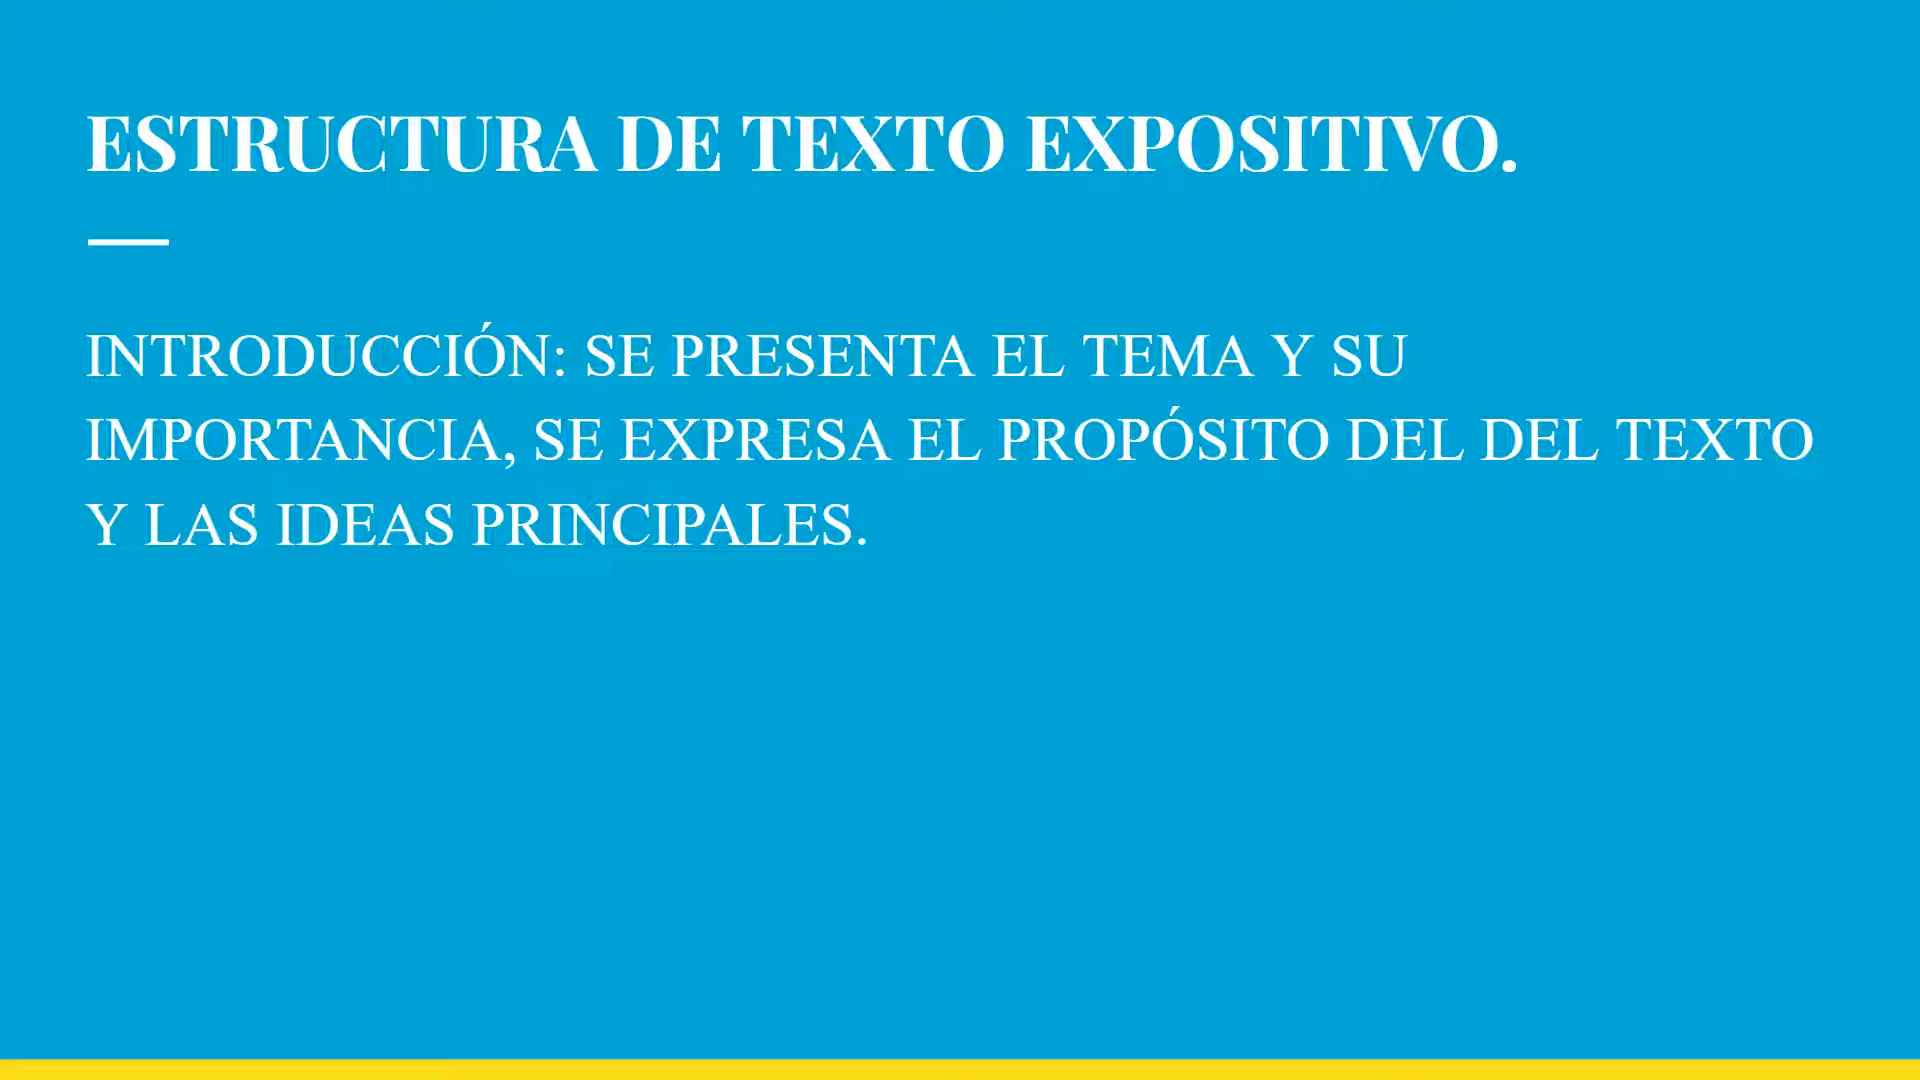 ESTRUCTURA DE TEXTO EXPOSITIVO.
INTRODUCCIÓN: SE PRESENTA EL TEMA Y SU
IMPORTANCIA, SE EXPRESA EL PROPÓSITO DEL DEL TEXTO
Y LAS IDEAS PRINCIPALES.